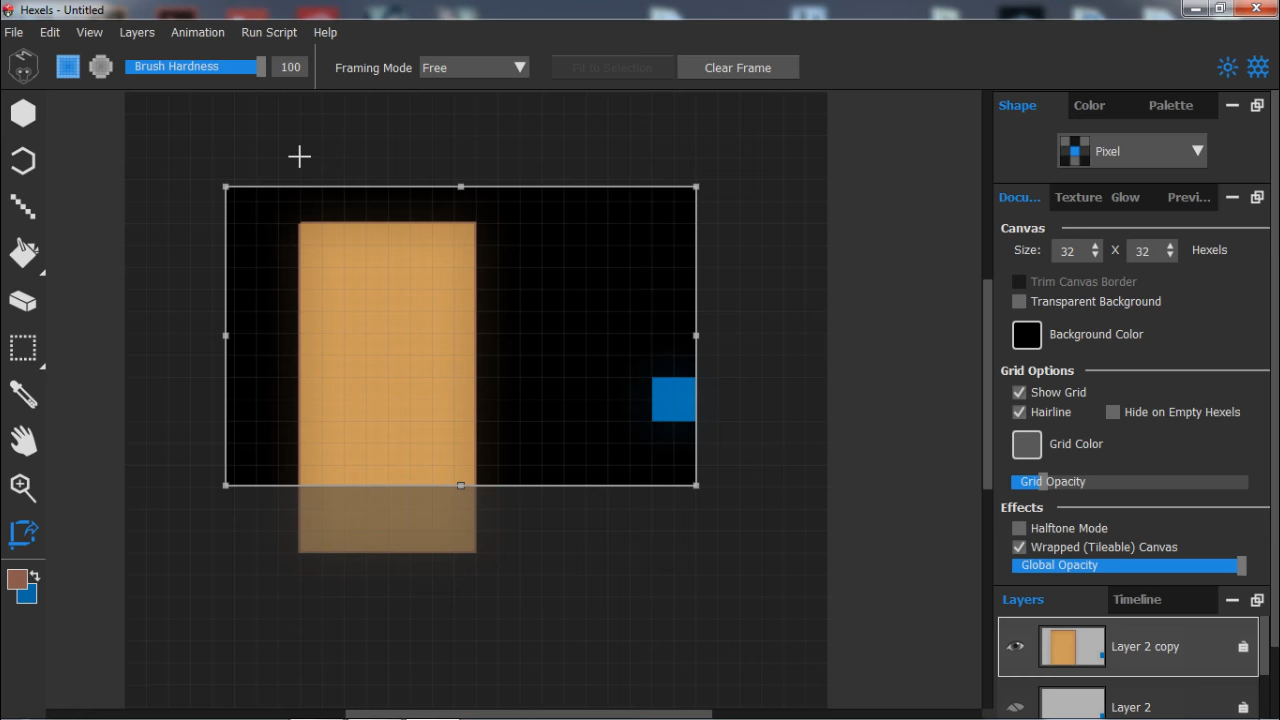 Hexels - Untitled
File Edit View Layers Animation Run Script Help
Brush Hardness 100 Framing Mode Free Fit to Selection Clear Frame
Shape Color Palette
Pixel
Docu... Texture Glow Previ...
Canvas
Size: 32 X 32 Hexels
Trim Canvas Border
Transparent Background
Background Color
Grid Options
Show Grid
Hairline Hide on Empty Hexels
Grid Color
Grid Opacity
Effects
Halftone Mode
Wrapped (Tileable) Canvas
Global Opacity
Layers Timeline
Layer 2 copy
Layer 2